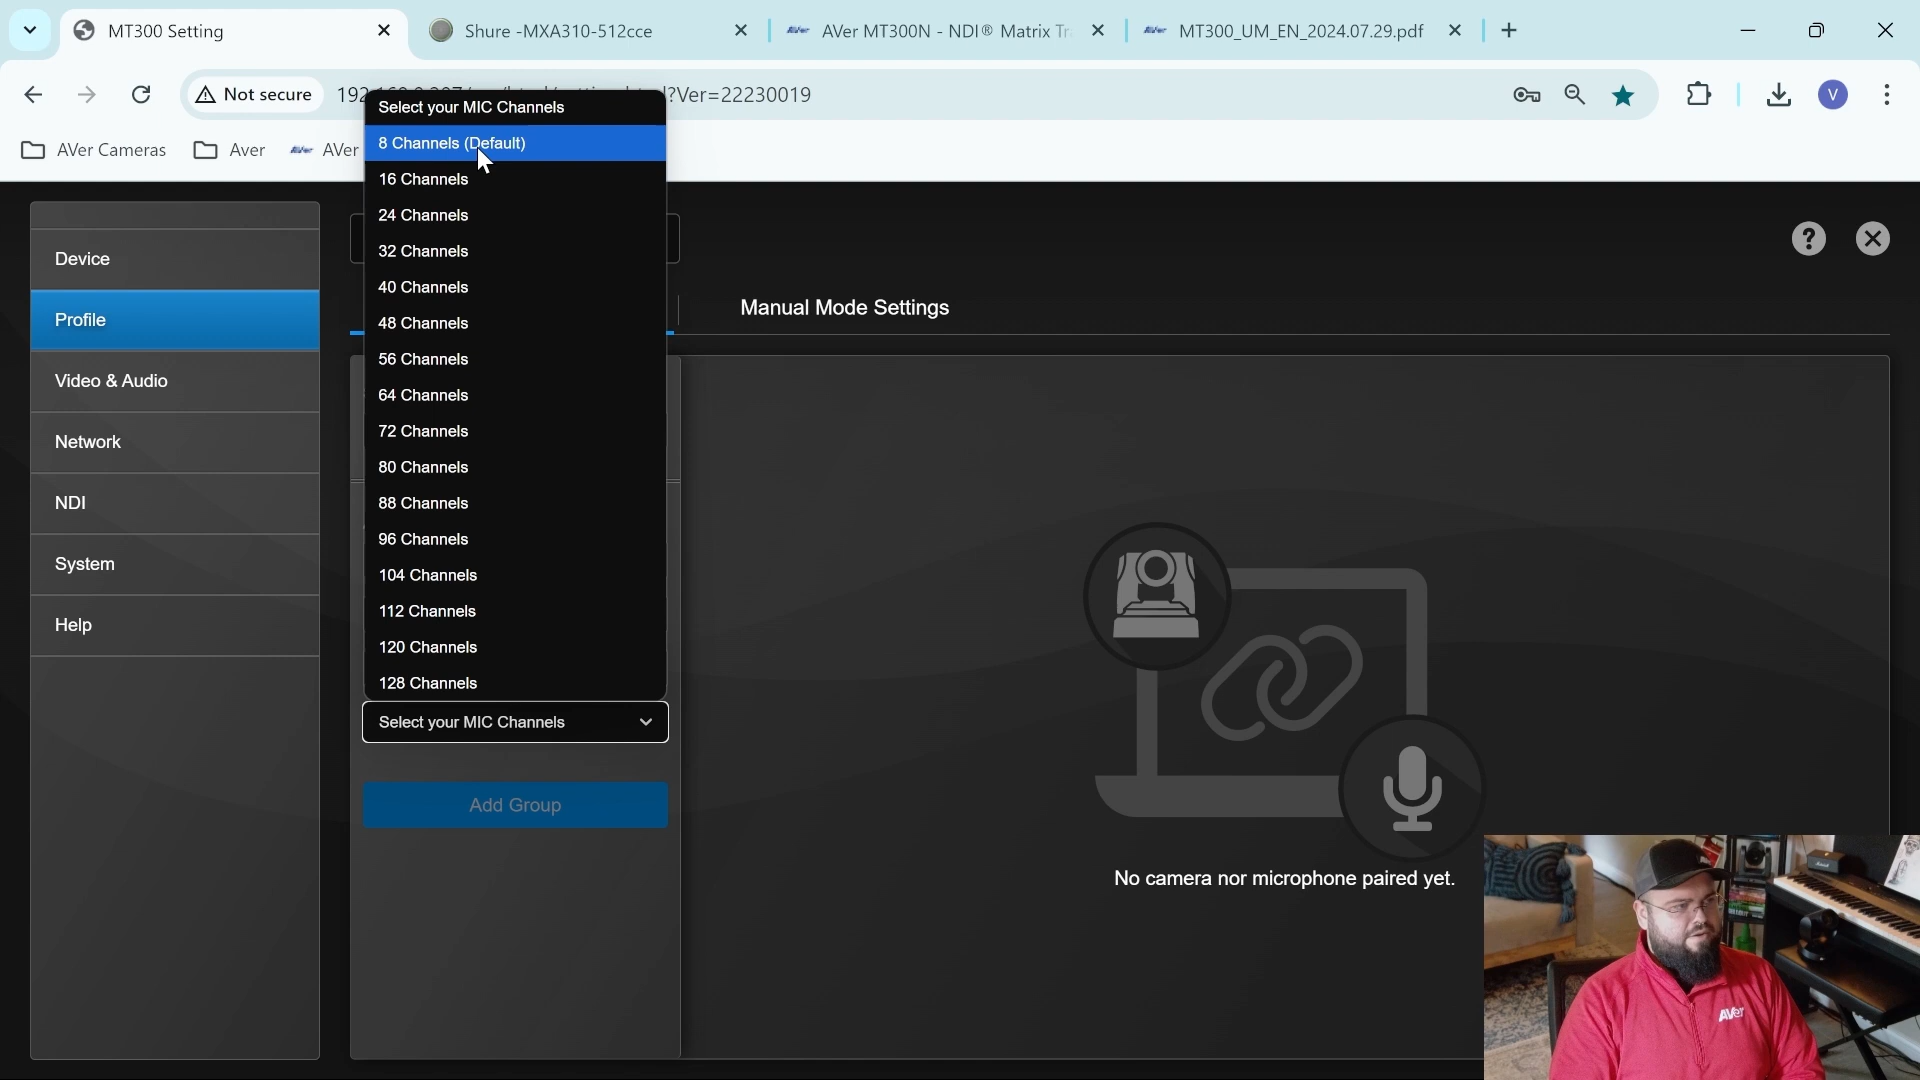 MT300 Setting
Shure -MXA310-512cce
AVer MT300N - NDI® Matrix Tr
MT300_UM_EN_2024.07.29.pdf
Not secure
?Ver=22230019
V
AVer Cameras
Aver
AVer
Select your MIC Channels
8 Channels (Default)
16 Channels
24 Channels
32 Channels
40 Channels
48 Channels
56 Channels
64 Channels
72 Channels
80 Channels
88 Channels
96 Channels
104 Channels
112 Channels
120 Channels
128 Channels
Select your MIC Channels
Add Group
Device
Profile
Video & Audio
Network
NDI
System
Help
Manual Mode Settings
No camera nor microphone paired yet.
AVer